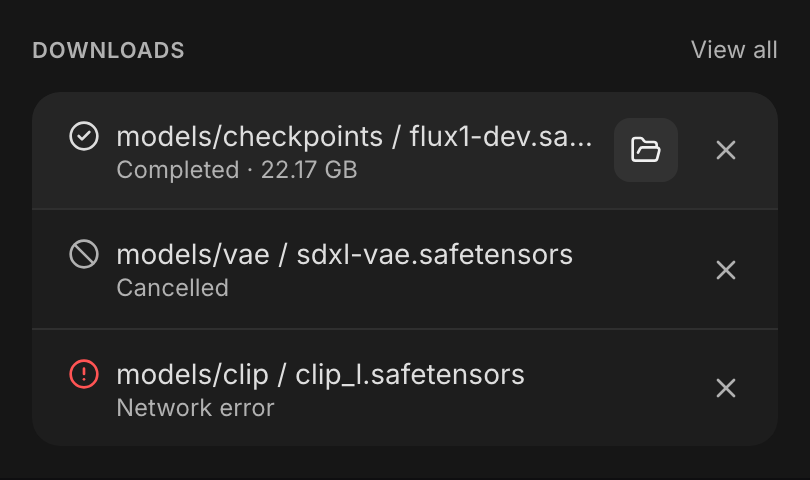 DOWNLOADS
View all
models/checkpoints / flux1-dev.sa...
Completed · 22.17 GB
models/vae / sdxl-vae.safetensors
Cancelled
models/clip / clip_l.safetensors
Network error